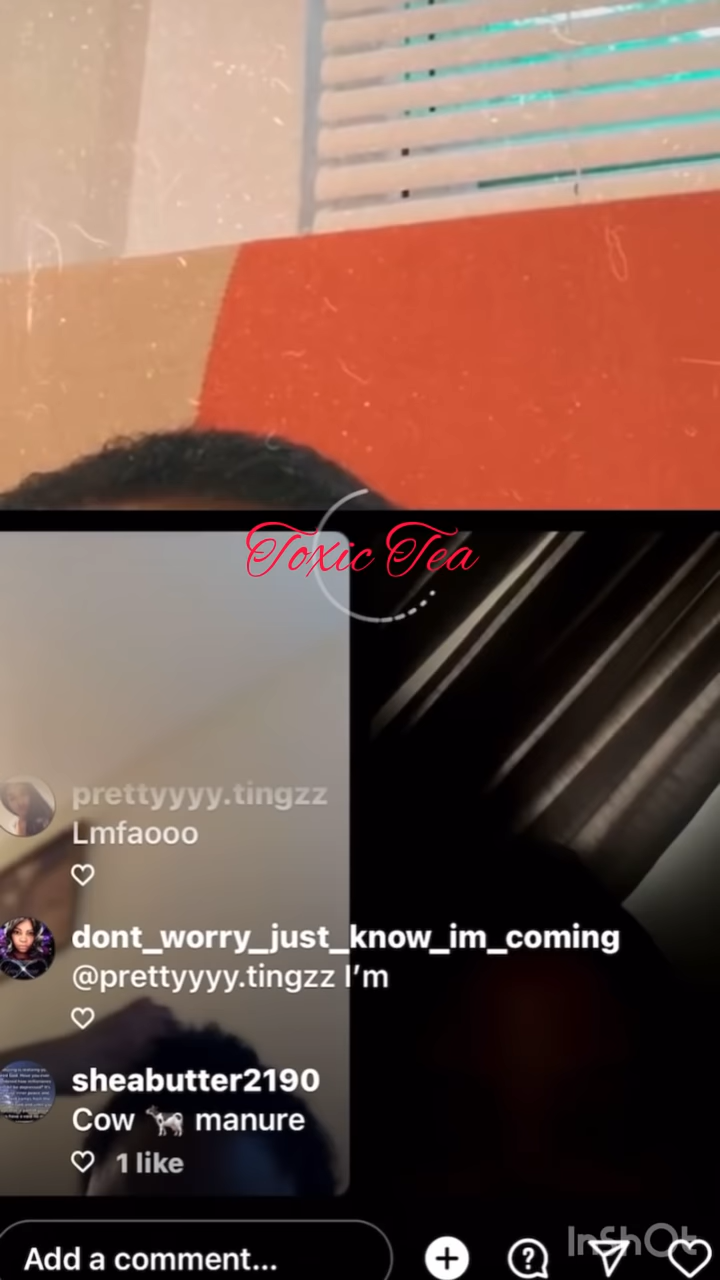 Toxic Tea
prettyyyy.tingzz
Lmfaooo
dont_worry_just_know_im_coming
@prettyyyy.tingzz I’m
sheabutter2190
Cow 🐄 manure
1 like
Add a comment...
InShOt